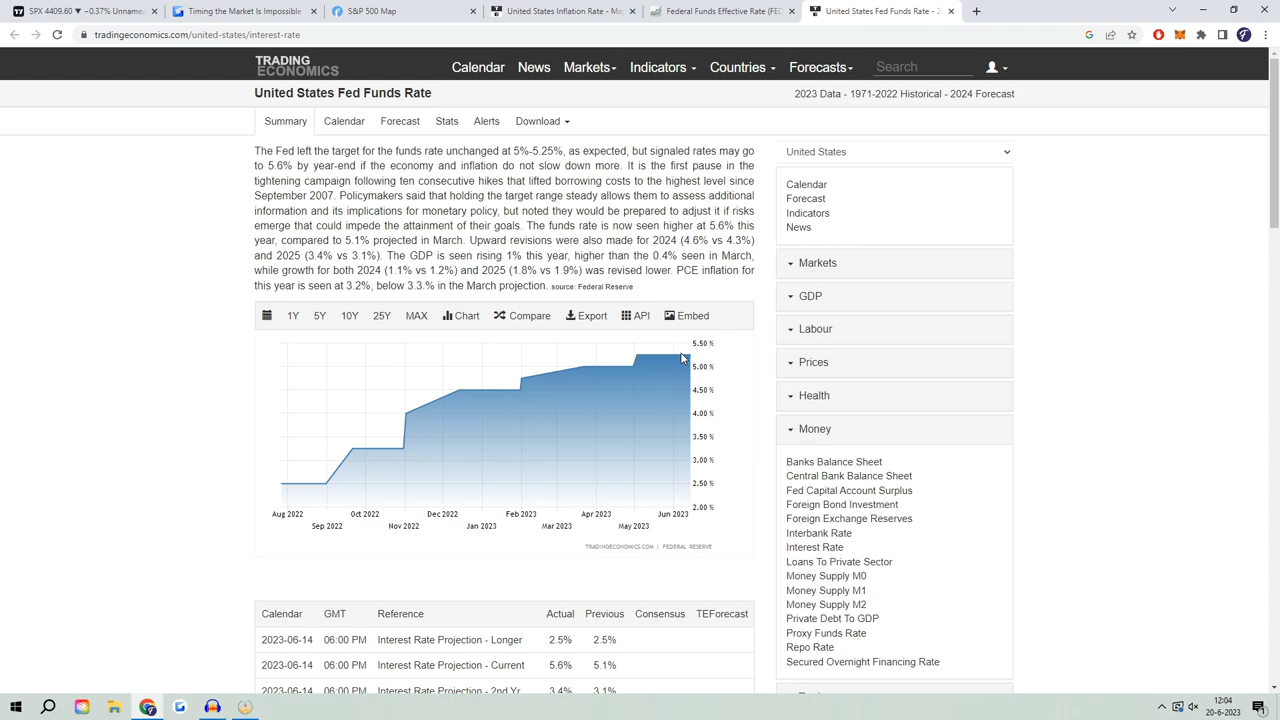 SPX 4409.60 ▼ -0.37% Unnamed
Timing the Market Is Impossible
S&P 500 Map
United States Inflation Rate - Ma
Federal Funds Effective Rate (FED
United States Fed Funds Rate - 2
tradingeconomics.com/united-states/interest-rate
TRADING
ECONOMICS
Calendar
News
Markets
Indicators
Countries
Forecasts
Search
United States Fed Funds Rate
2023 Data - 1971-2022 Historical - 2024 Forecast
Summary
Calendar
Forecast
Stats
Alerts
Download
The Fed left the target for the funds rate unchanged at 5%-5.25%, as expected, but signaled rates may go
to 5.6% by year-end if the economy and inflation do not slow down more. It is the first pause in the
tightening campaign following ten consecutive hikes that lifted borrowing costs to the highest level since
September 2007. Policymakers said that holding the target range steady allows them to assess additional
information and its implications for monetary policy, but noted they would be prepared to adjust it if risks
emerge that could impede the attainment of their goals. The funds rate is now seen higher at 5.6% this
year, compared to 5.1% projected in March. Upward revisions were also made for 2024 (4.6% vs 4.3%)
and 2025 (3.4% vs 3.1%). The GDP is seen rising 1% this year, higher than the 0.4% seen in March,
while growth for both 2024 (1.1% vs 1.2%) and 2025 (1.8% vs 1.9%) was revised lower. PCE inflation for
this year is seen at 3.2%, below 3.3.% in the March projection. source: Federal Reserve
1Y
5Y
10Y
25Y
MAX
Chart
Compare
Export
API
Embed
5.50 %
5.00 %
4.50 %
4.00 %
3.50 %
3.00 %
2.50 %
2.00 %
Aug 2022
Sep 2022
Oct 2022
Nov 2022
Dec 2022
Jan 2023
Feb 2023
Mar 2023
Apr 2023
May 2023
Jun 2023
TRADINGECONOMICS.COM | FEDERAL RESERVE
Calendar GMT Reference Actual Previous Consensus TEForecast
2023-06-14 06:00 PM Interest Rate Projection - Longer 2.5% 2.5%
2023-06-14 06:00 PM Interest Rate Projection - Current 5.6% 5.1%
2023-06-14 06:00 PM Interest Rate Projection - 2nd Yr 3.4% 3.1%
United States
Calendar
Forecast
Indicators
News
Markets
GDP
Labour
Prices
Health
Money
Banks Balance Sheet
Central Bank Balance Sheet
Fed Capital Account Surplus
Foreign Bond Investment
Foreign Exchange Reserves
Interbank Rate
Interest Rate
Loans To Private Sector
Money Supply M0
Money Supply M1
Money Supply M2
Private Debt To GDP
Proxy Funds Rate
Repo Rate
Secured Overnight Financing Rate
12:04
20-6-2023